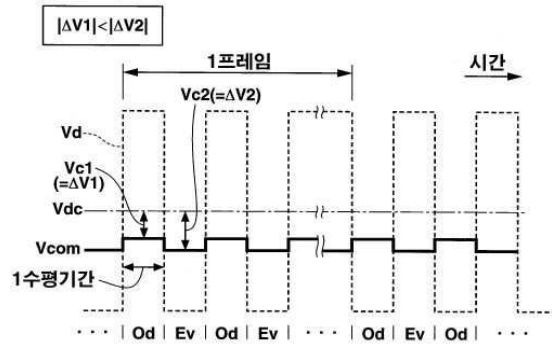 |ΔV1|<|ΔV2|
1프레임
시간
Vc2(=ΔV2)
Vd
Vc1
(=ΔV1)
Vdc
Vcom
1수평기간
· · · Od Ev Od Ev · · · Od Ev Od · · ·